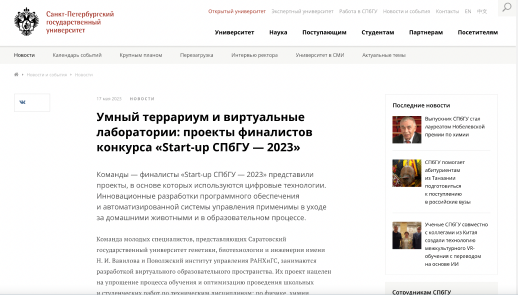 Санкт-Петербургский
государственный
университет
Открытый университет Экспертный университет Работа в СПбГУ Новости и события Контакты EN 中文
Университет Наука Поступающим Студентам Партнерам Посетителям
Новости Календарь событий Крупным планом Перезагрузка Интервью ректора Университет в СМИ Актуальные темы
Новости и события Новости
17 мая 2023 НОВОСТИ
Умный террариум и виртуальные
лаборатории: проекты финалистов
конкурса «Start-up СПбГУ — 2023»
Команды — финалисты «Start-up СПбГУ — 2023» представили
проекты, в основе которых используются цифровые технологии.
Инновационные разработки программного обеспечения
и автоматизированной системы управления применимы в уходе
за домашними животными и в образовательном процессе.
Команда молодых специалистов, представляющих Саратовский
государственный университет генетики, биотехнологии и инженерии имени
Н. И. Вавилова и Поволжский институт управления РАНХиГС, занимаются
разработкой виртуального образовательного пространства. Их проект нацелен
на упрощение процесса обучения и оптимизацию проведения школьных
и студенческих работ по техническим дисциплинам: по физике, химии
Последние новости
Выпускник СПбГУ стал
лауреатом Нобелевской
премии по химии
СПбГУ помогает
абитуриентам
из Танзании
подготовиться
к поступлению
в российские вузы
Ученые СПбГУ совместно
с коллегами из Китая
создали технологию
межкультурного VR-
обучения с переводом
на основе ИИ
Сотрудникам СПбГУ